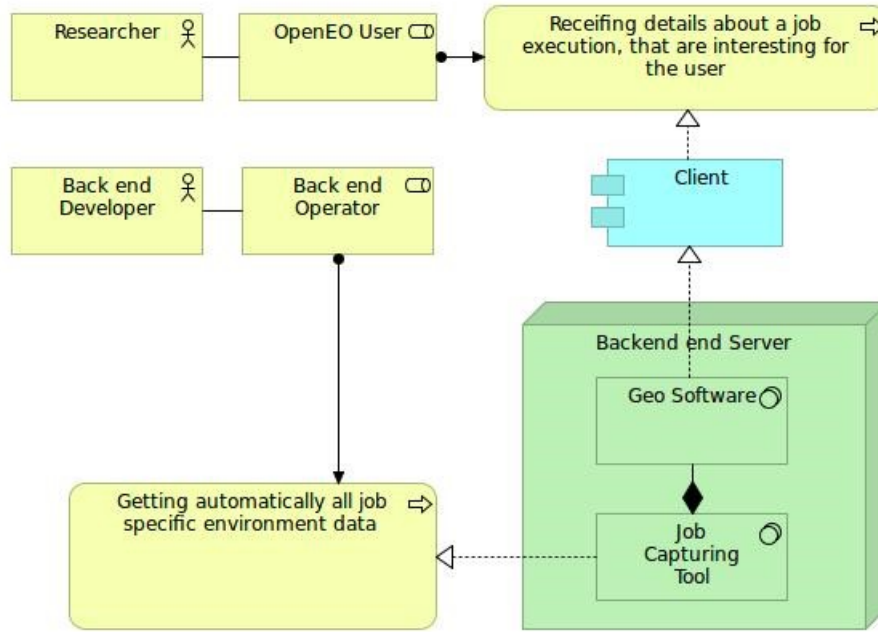 Researcher
OpenEO User
Receifing details about a job
execution, that are interesting for
the user
Back end
Developer
Back end
Operator
Client
Backend end Server
Geo Software
Getting automatically all job
specific environment data
Job
Capturing
Tool